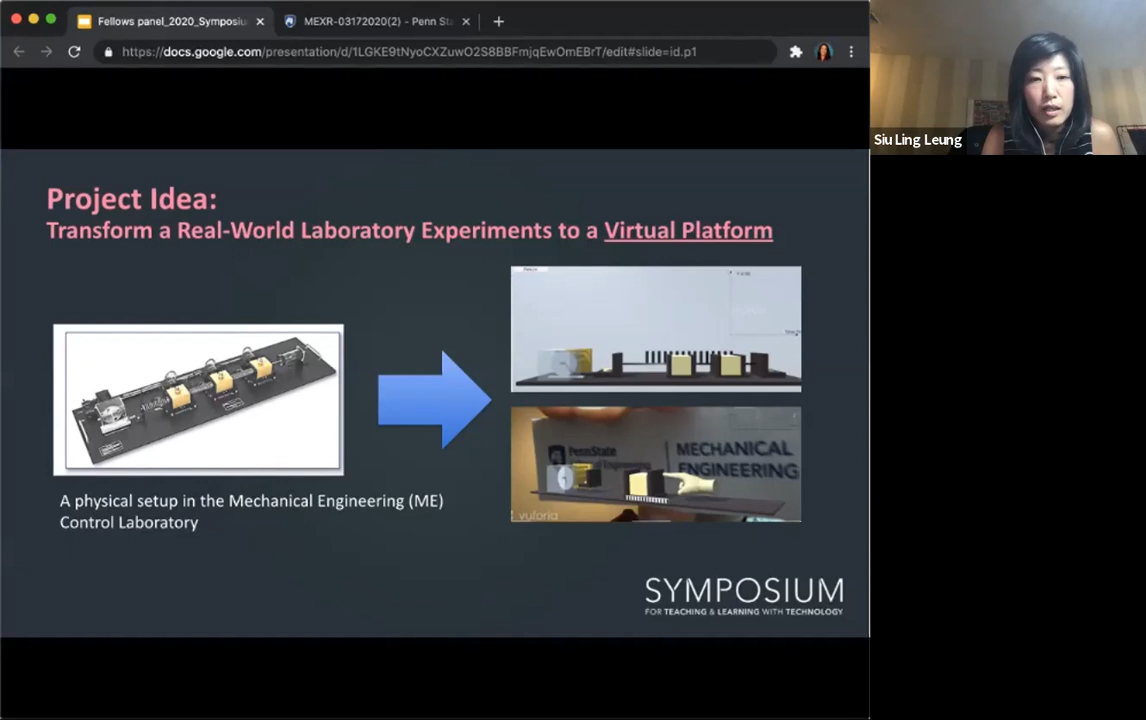 Fellows panel_2020_Symposiu
MEXR-03172020(2) - Penn Sta
https://docs.google.com/presentation/d/1LGKE9tNyoCXZuwO2S8BBFmjqEwOmEBrT/edit#slide=id.p1
Siu Ling Leung
Project Idea:
Transform a Real-World Laboratory Experiments to a Virtual Platform
PennState
MECHANICAL
ENGINEERING
vuforia
A physical setup in the Mechanical Engineering (ME)
Control Laboratory
SYMPOSIUM
FOR TEACHING & LEARNING WITH TECHNOLOGY